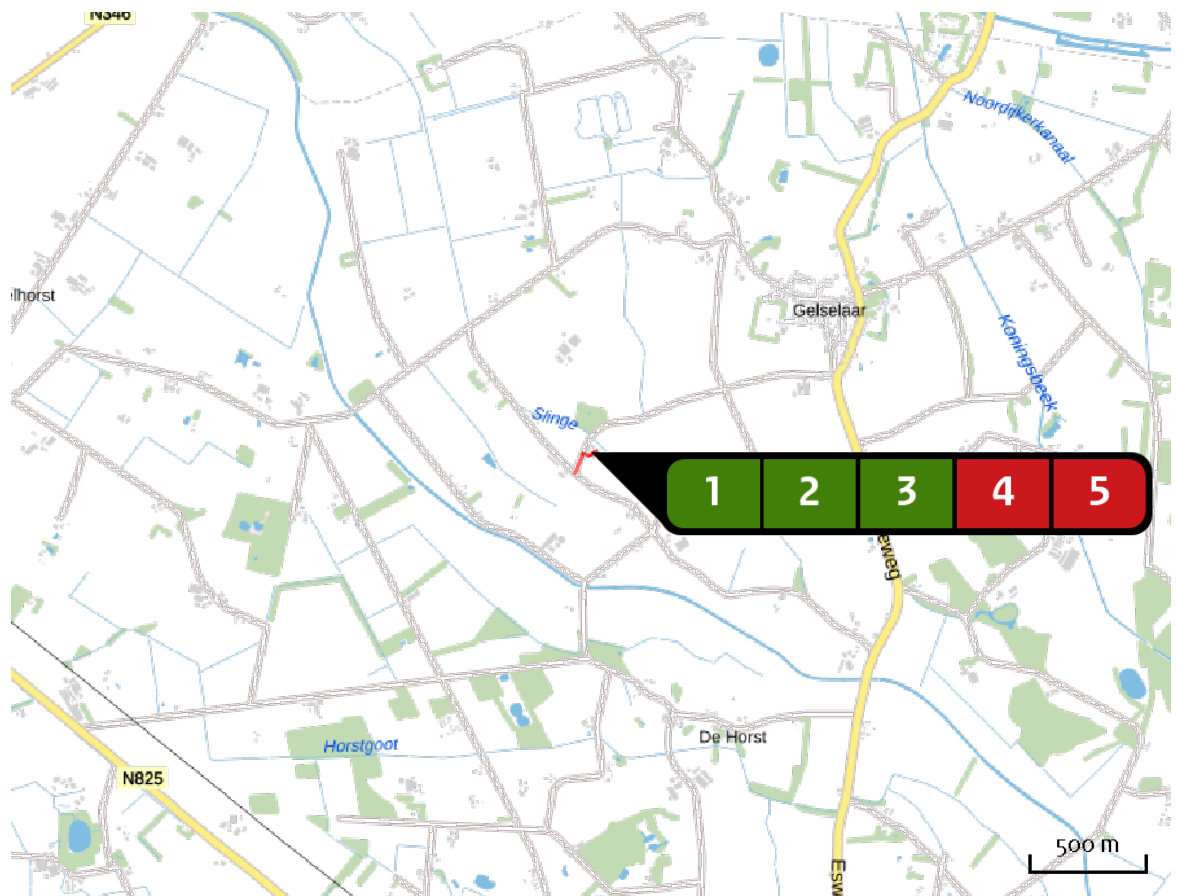 N346
Noordijkerkanaal
elhorst
Gelselaar
Koningsbeek
Slinge
1 2 3 4 5
eweg
De Horst
Horstgoot
N825
500 m
Esw